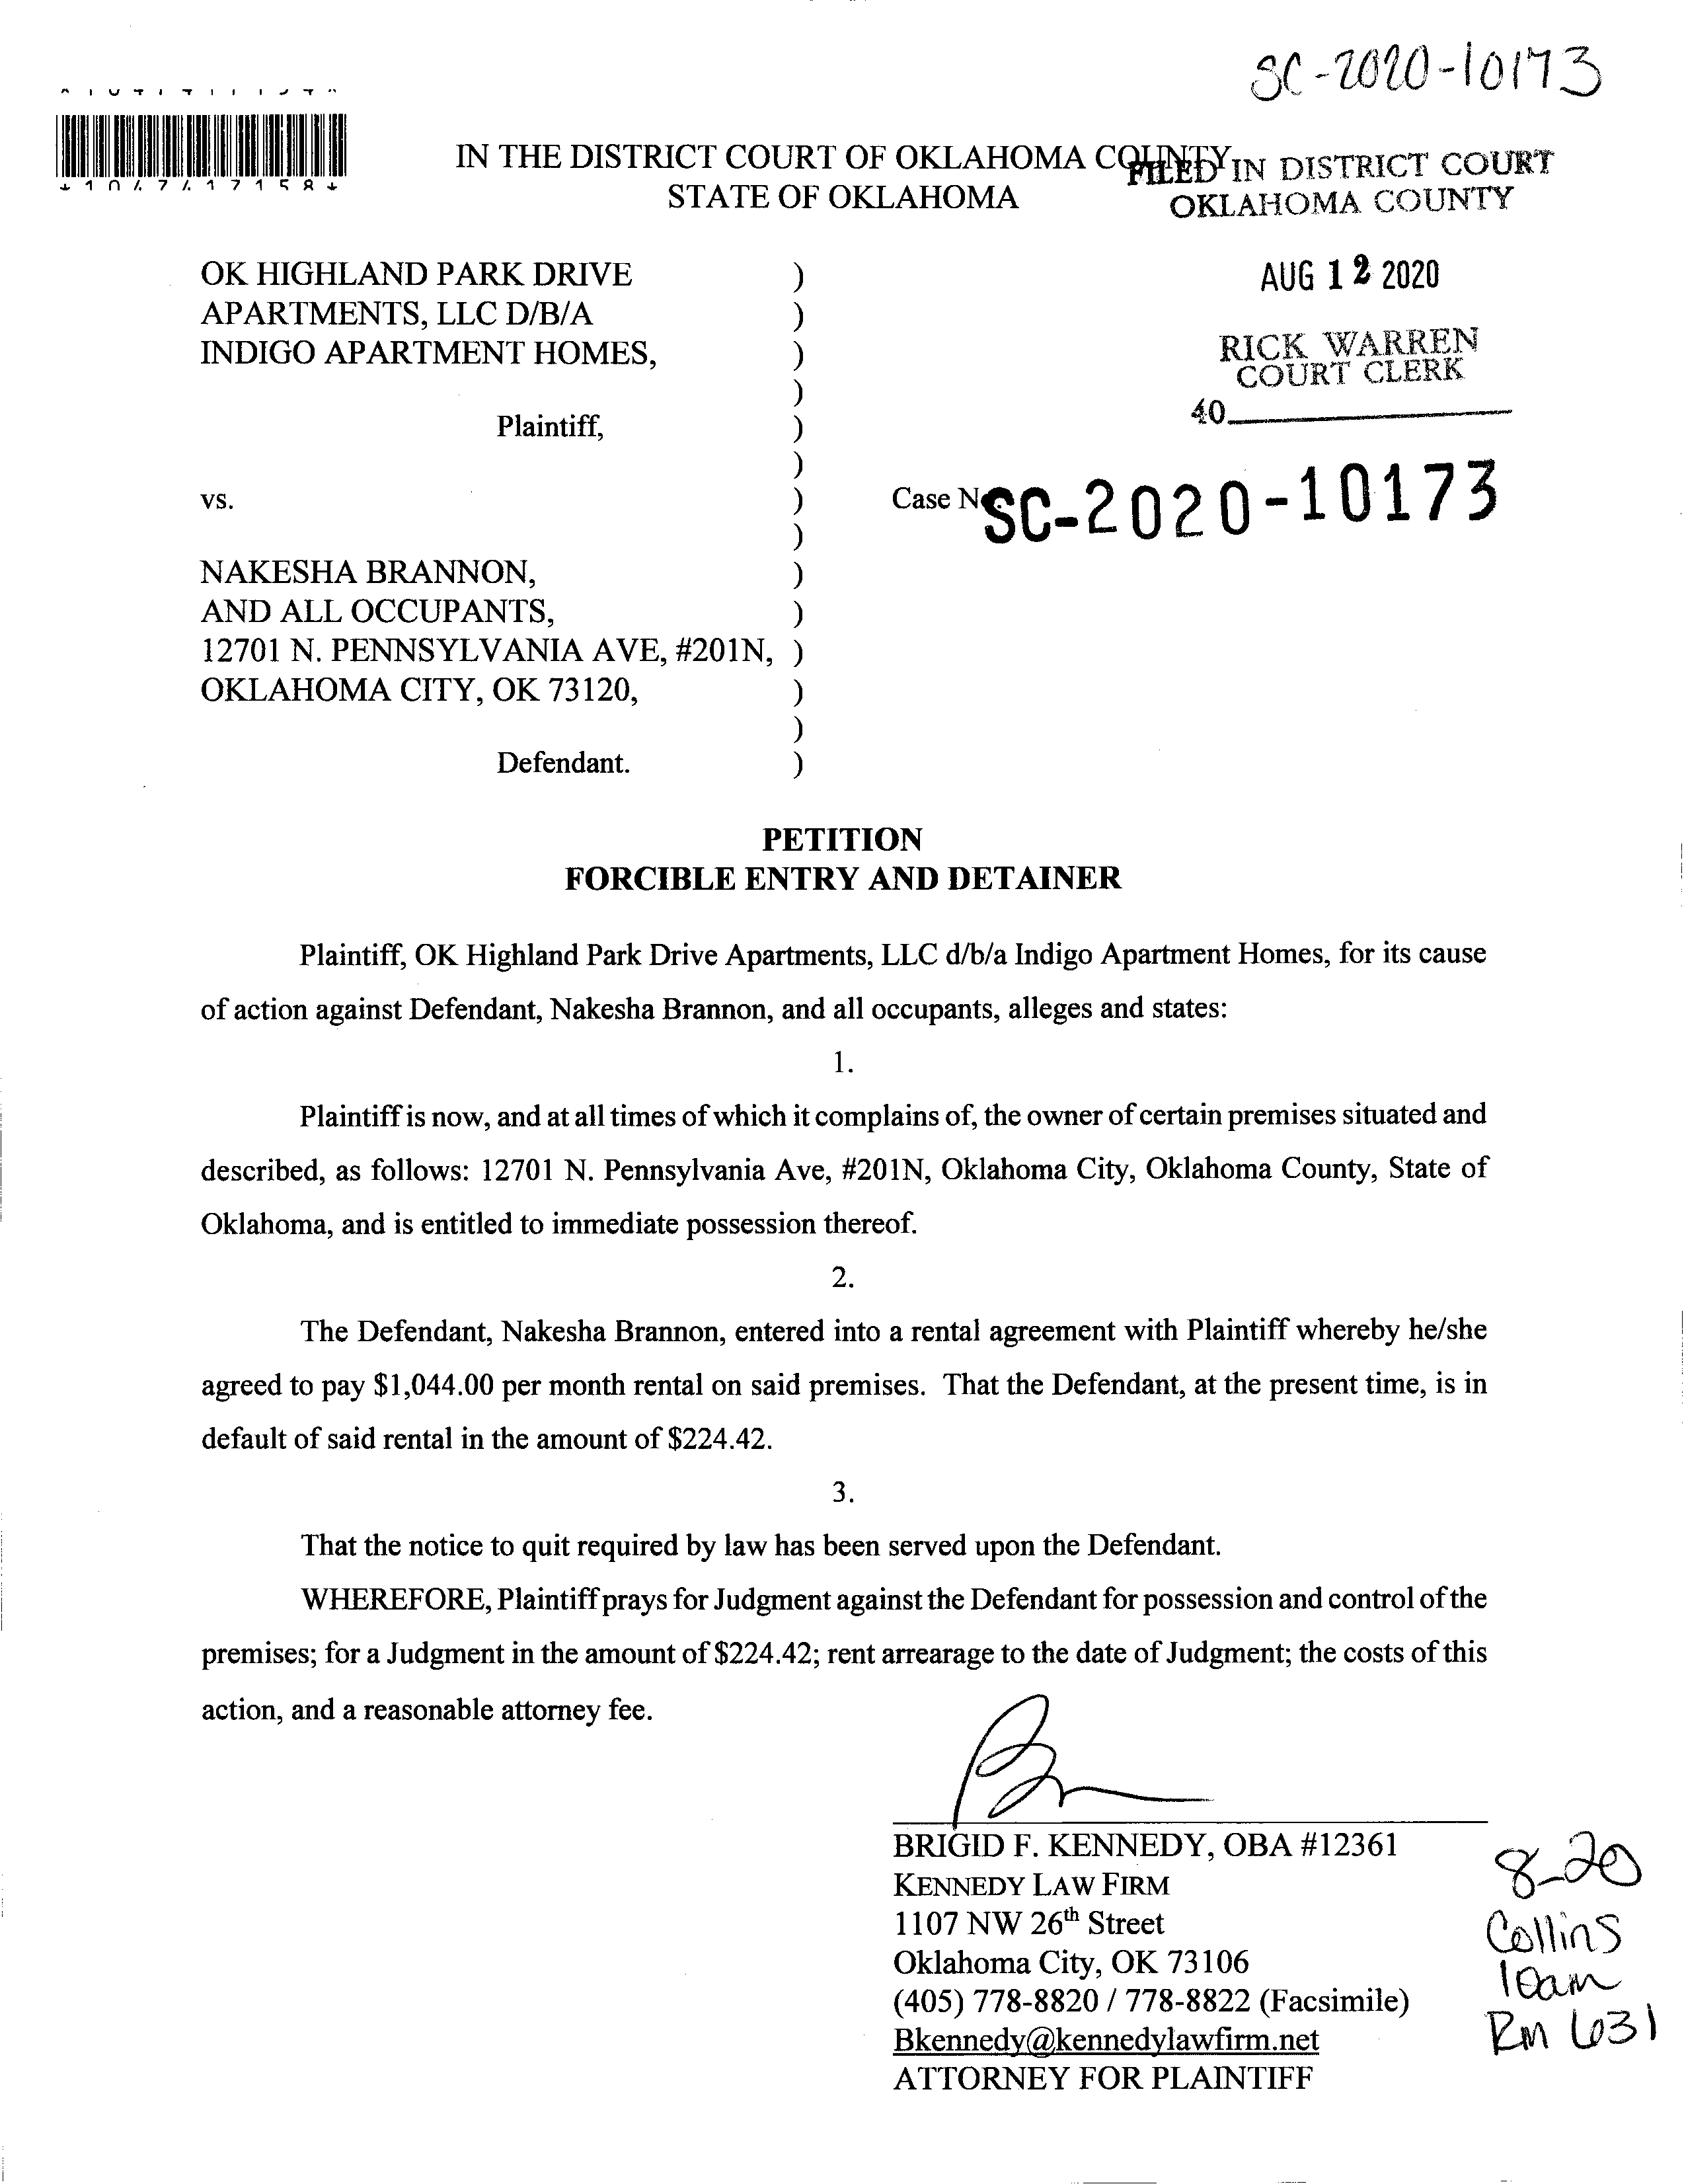 SC-2020-10173
*1047417158*
IN THE DISTRICT COURT OF OKLAHOMA COUNTY
STATE OF OKLAHOMA
FILED IN DISTRICT COURT
OKLAHOMA COUNTY
AUG 12 2020
RICK WARREN
COURT CLERK
40
OK HIGHLAND PARK DRIVE )
APARTMENTS, LLC D/B/A )
INDIGO APARTMENT HOMES, )
)
Plaintiff, )
)
vs. ) Case No. SC-2020-10173
)
NAKESHA BRANNON, )
AND ALL OCCUPANTS, )
12701 N. PENNSYLVANIA AVE, #201N, )
OKLAHOMA CITY, OK 73120, )
)
Defendant. )
PETITION
FORCIBLE ENTRY AND DETAINER
Plaintiff, OK Highland Park Drive Apartments, LLC d/b/a Indigo Apartment Homes, for its cause
of action against Defendant, Nakesha Brannon, and all occupants, alleges and states:
1.
Plaintiff is now, and at all times of which it complains of, the owner of certain premises situated and
described, as follows: 12701 N. Pennsylvania Ave, #201N, Oklahoma City, Oklahoma County, State of
Oklahoma, and is entitled to immediate possession thereof.
2.
The Defendant, Nakesha Brannon, entered into a rental agreement with Plaintiff whereby he/she
agreed to pay $1,044.00 per month rental on said premises. That the Defendant, at the present time, is in
default of said rental in the amount of $224.42.
3.
That the notice to quit required by law has been served upon the Defendant.
WHEREFORE, Plaintiff prays for Judgment against the Defendant for possession and control of the
premises; for a Judgment in the amount of $224.42; rent arrearage to the date of Judgment; the costs of this
action, and a reasonable attorney fee.
BRIGID F. KENNEDY, OBA #12361
KENNEDY LAW FIRM
1107 NW 26th Street
Oklahoma City, OK 73106
(405) 778-8820 / 778-8822 (Facsimile)
Bkennedy@kennedylawfirm.net
ATTORNEY FOR PLAINTIFF
8-20
Collins
10am
Rm 631